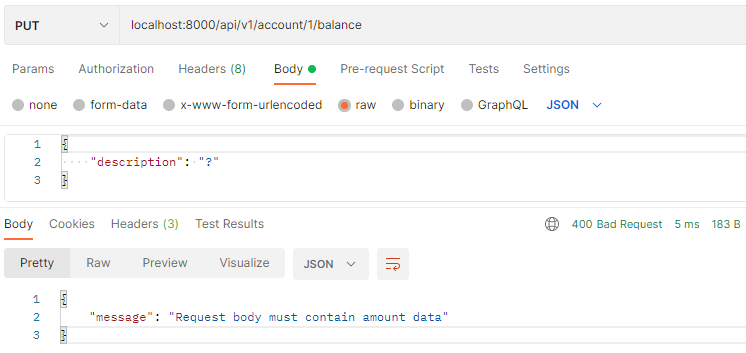 PUT localhost:8000/api/v1/account/1/balance
Params Authorization Headers (8) Body Pre-request Script Tests Settings
none form-data x-www-form-urlencoded raw binary GraphQL JSON
1 {
2 "description": "?"
3 }
Body Cookies Headers (3) Test Results 400 Bad Request 5 ms 183 B
Pretty Raw Preview Visualize JSON
1 {
2 "message": "Request body must contain amount data"
3 }